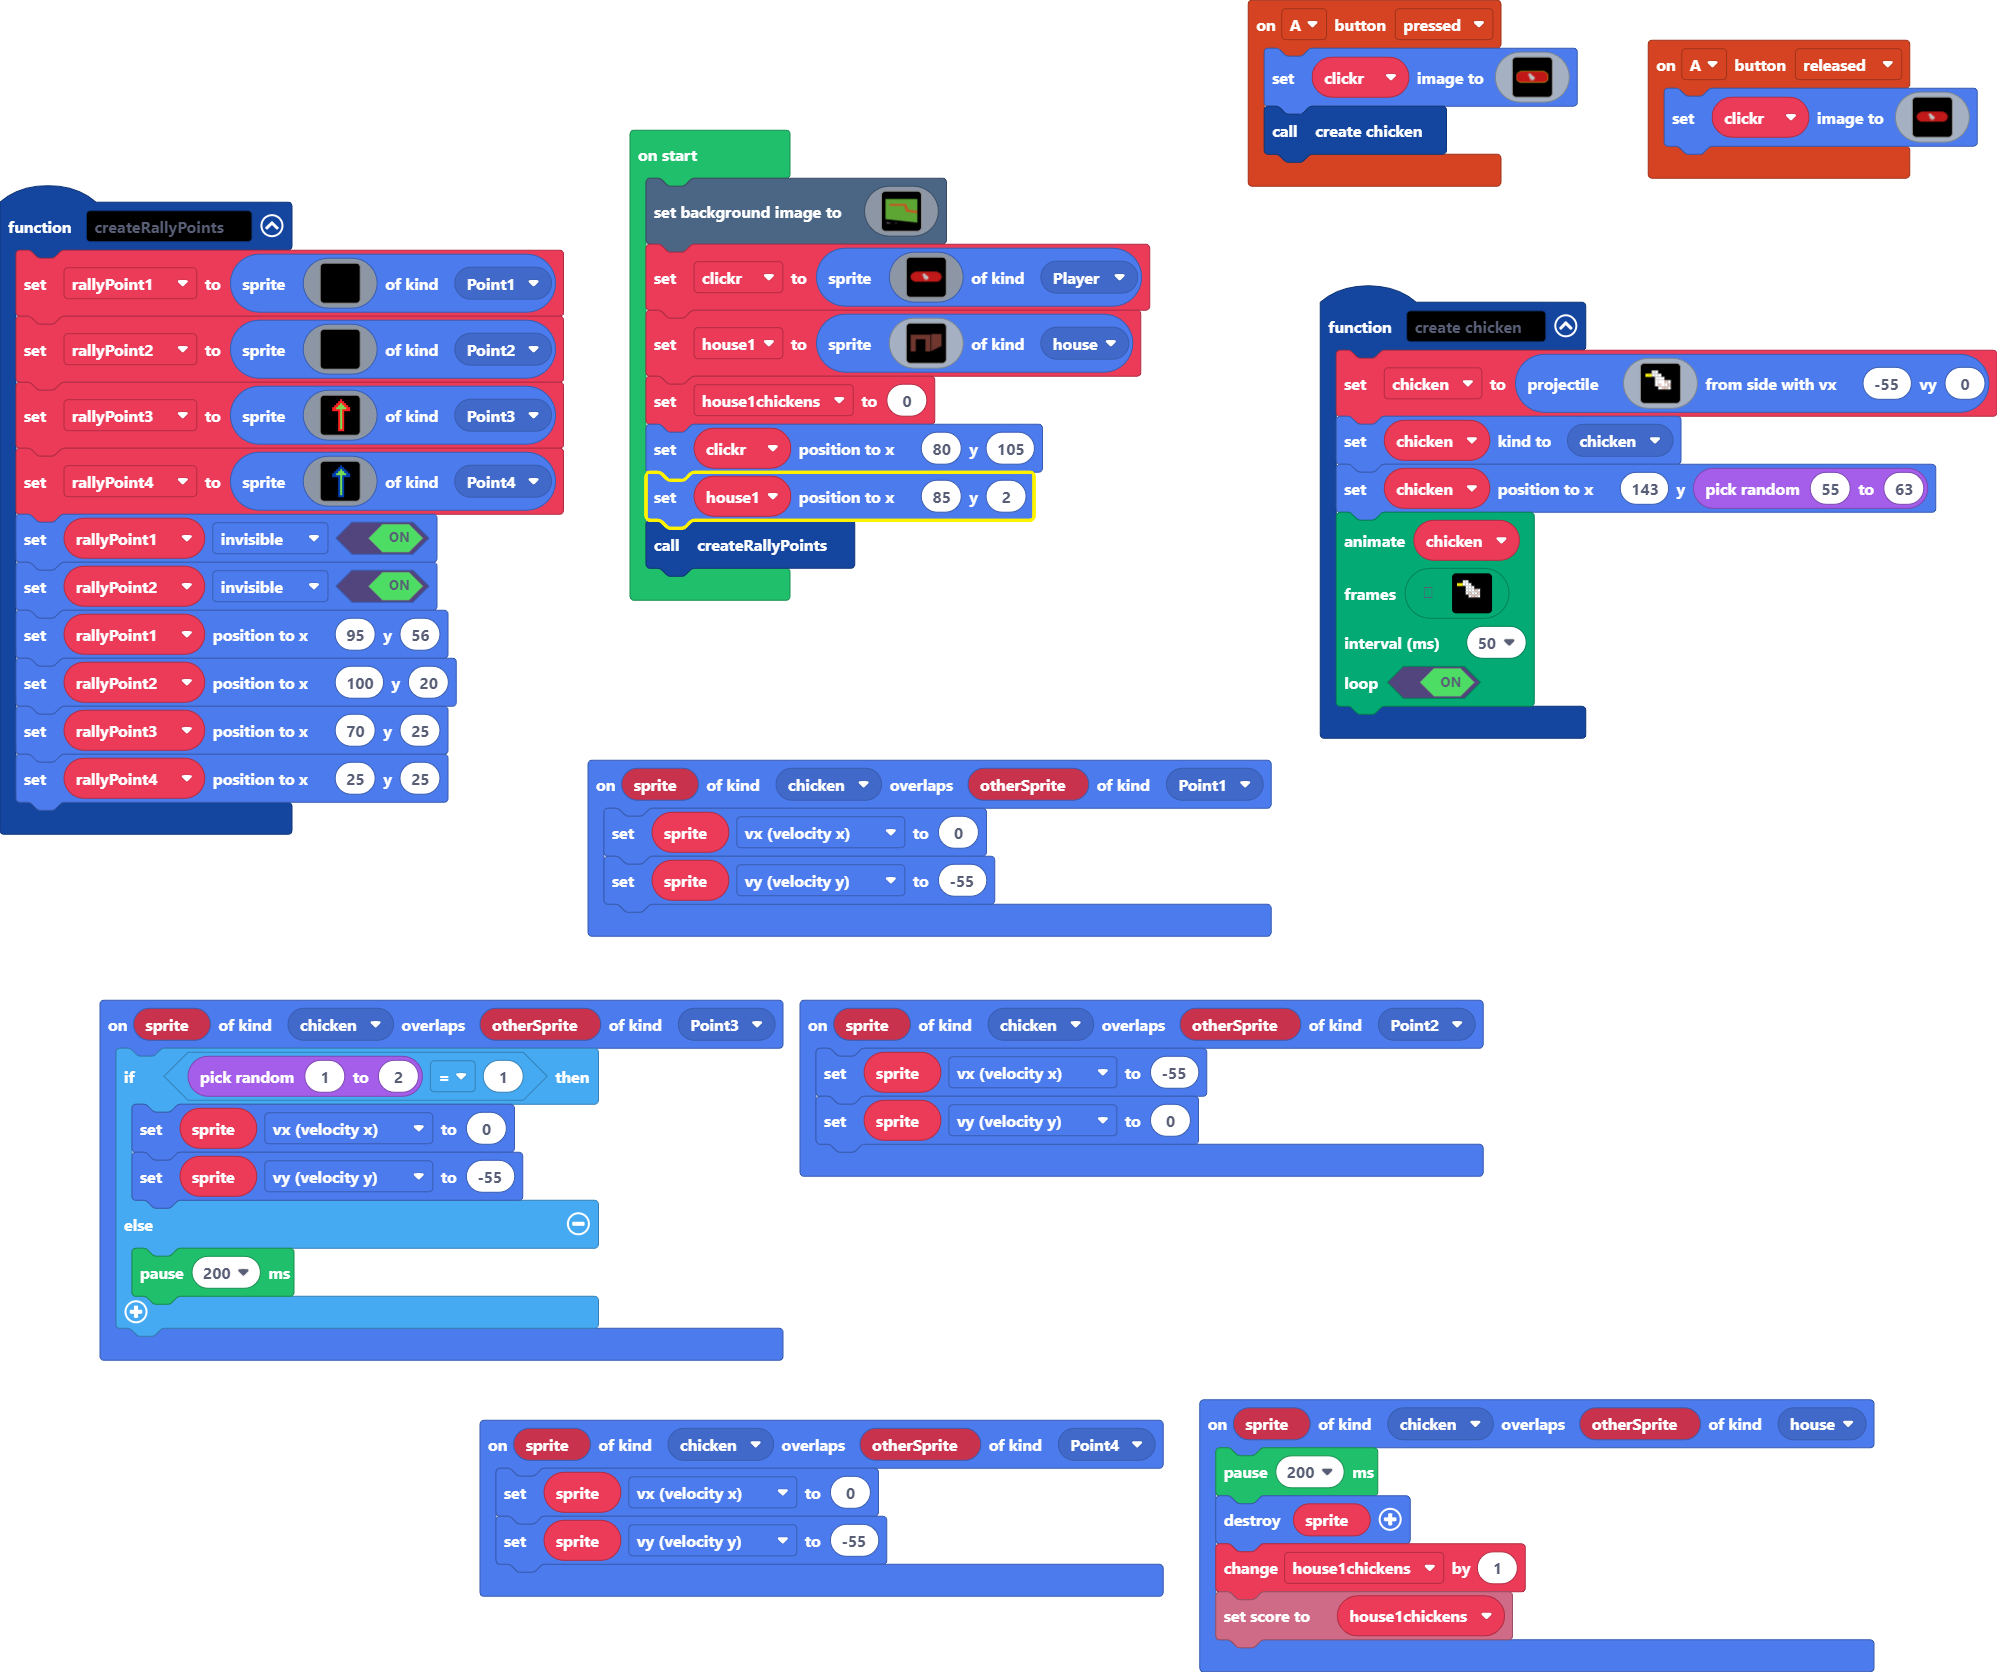 on A button pressed
set clickr image to
call create chicken
on A button released
set clickr image to
on start
set background image to
set clickr to sprite of kind Player
set house1 to sprite of kind house
set house1chickens to 0
set clickr position to x 80 y 105
set house1 position to x 85 y 2
call createRallyPoints
function createRallyPoints
set rallyPoint1 to sprite of kind Point1
set rallyPoint2 to sprite of kind Point2
set rallyPoint3 to sprite of kind Point3
set rallyPoint4 to sprite of kind Point4
set rallyPoint1 invisible ON
set rallyPoint2 invisible ON
set rallyPoint1 position to x 95 y 56
set rallyPoint2 position to x 100 y 20
set rallyPoint3 position to x 70 y 25
set rallyPoint4 position to x 25 y 25
function create chicken
set chicken to projectile from side with vx -55 vy 0
set chicken kind to chicken
set chicken position to x 143 y pick random 55 to 63
animate chicken
frames
interval (ms) 50
loop ON
on sprite of kind chicken overlaps otherSprite of kind Point1
set sprite vx (velocity x) to 0
set sprite vy (velocity y) to -55
on sprite of kind chicken overlaps otherSprite of kind Point3
if pick random 1 to 2 = 1 then
set sprite vx (velocity x) to 0
set sprite vy (velocity y) to -55
else
pause 200 ms
on sprite of kind chicken overlaps otherSprite of kind Point2
set sprite vx (velocity x) to -55
set sprite vy (velocity y) to 0
on sprite of kind chicken overlaps otherSprite of kind Point4
set sprite vx (velocity x) to 0
set sprite vy (velocity y) to -55
on sprite of kind chicken overlaps otherSprite of kind house
pause 200 ms
destroy sprite
change house1chickens by 1
set score to house1chickens